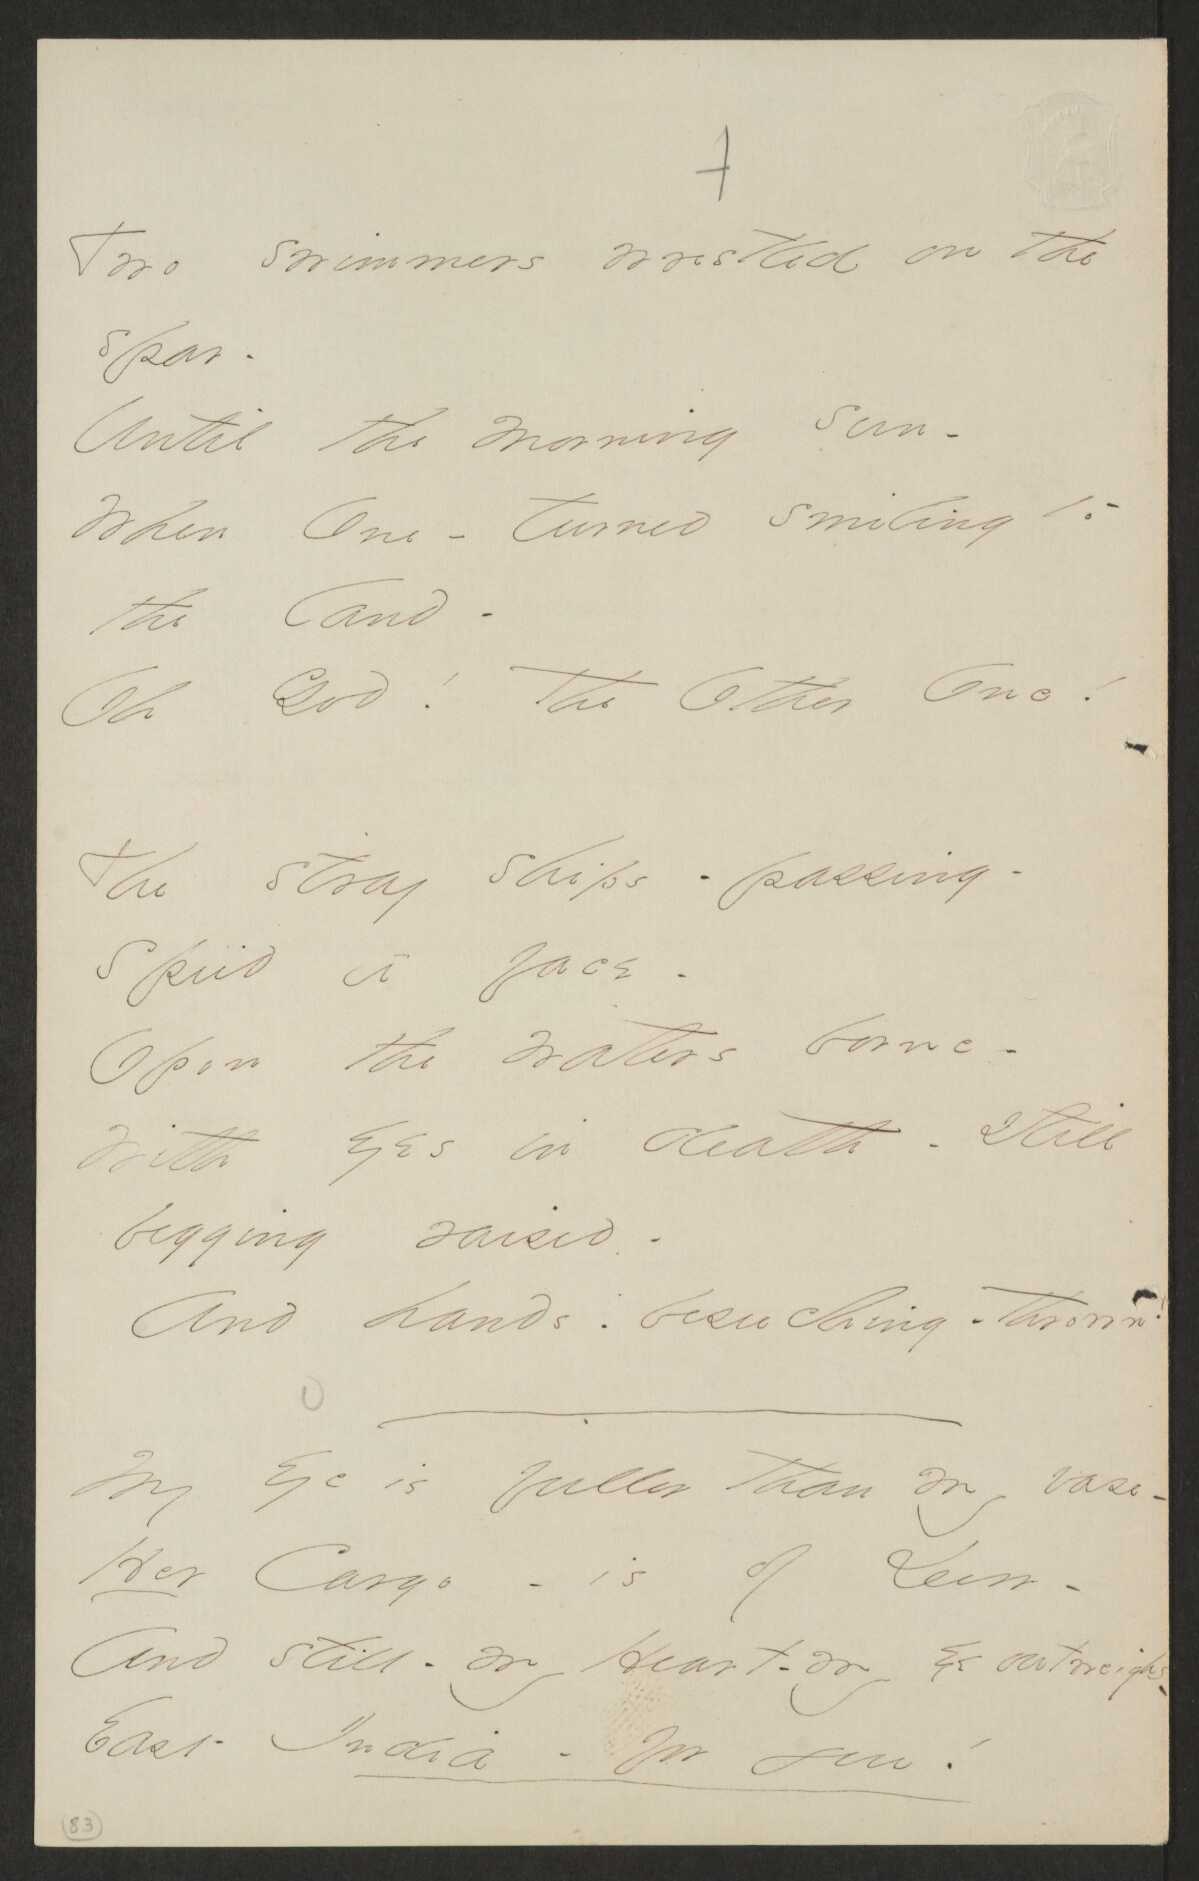 Two swimmers wrestled on the
spar -
Until the morning sun -
When One - turned smiling to
the land -
Oh God! the Other One!
The stray ships - passing -
Spied a face -
Upon the waters borne -
With eyes in death - still
begging raised -
And hands - beseeching - thrown!
My Eye is fuller than my vase -
Her Cargo - is of Dew -
And still - my Heart - my Eye outweighs -
East India - for you!
83